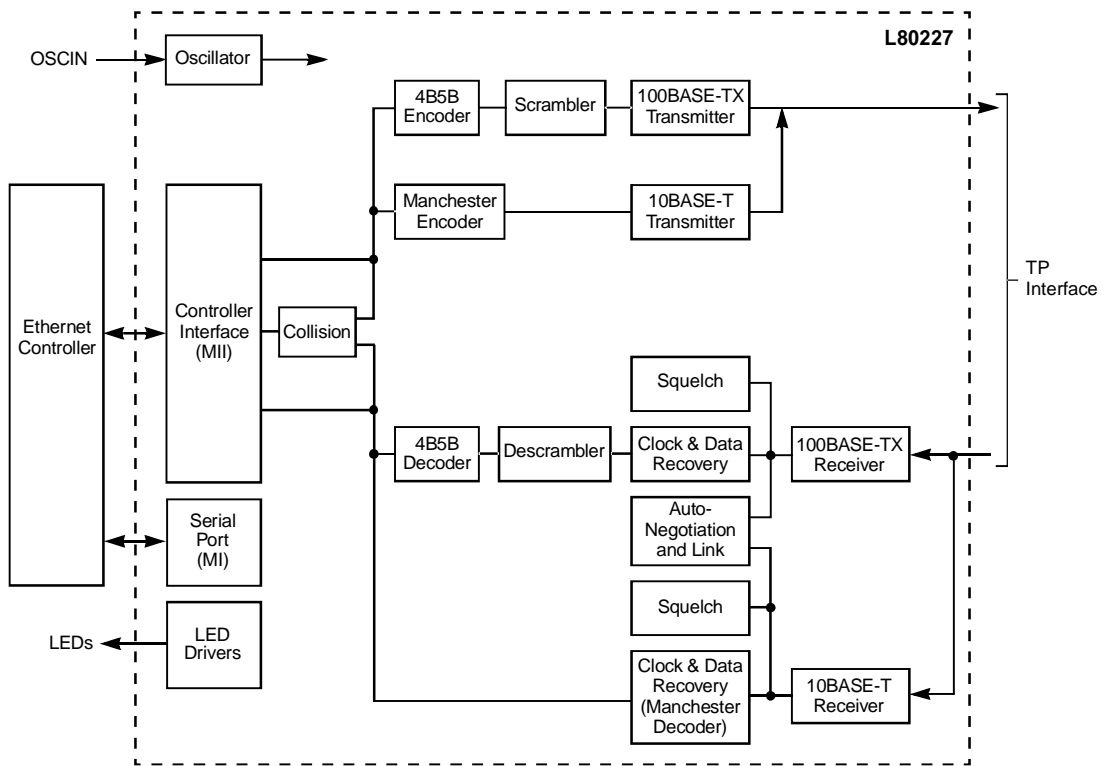 L80227
OSCIN
Oscillator
4B5B
Encoder
Scrambler
100BASE-TX
Transmitter
Manchester
Encoder
10BASE-T
Transmitter
TP
Interface
Ethernet
Controller
Controller
Interface
(MII)
Collision
Squelch
4B5B
Decoder
Descrambler
Clock & Data
Recovery
100BASE-TX
Receiver
Auto-
Negotiation
and Link
Serial
Port
(MI)
Squelch
LEDs
LED
Drivers
Clock & Data
Recovery
(Manchester
Decoder)
10BASE-T
Receiver